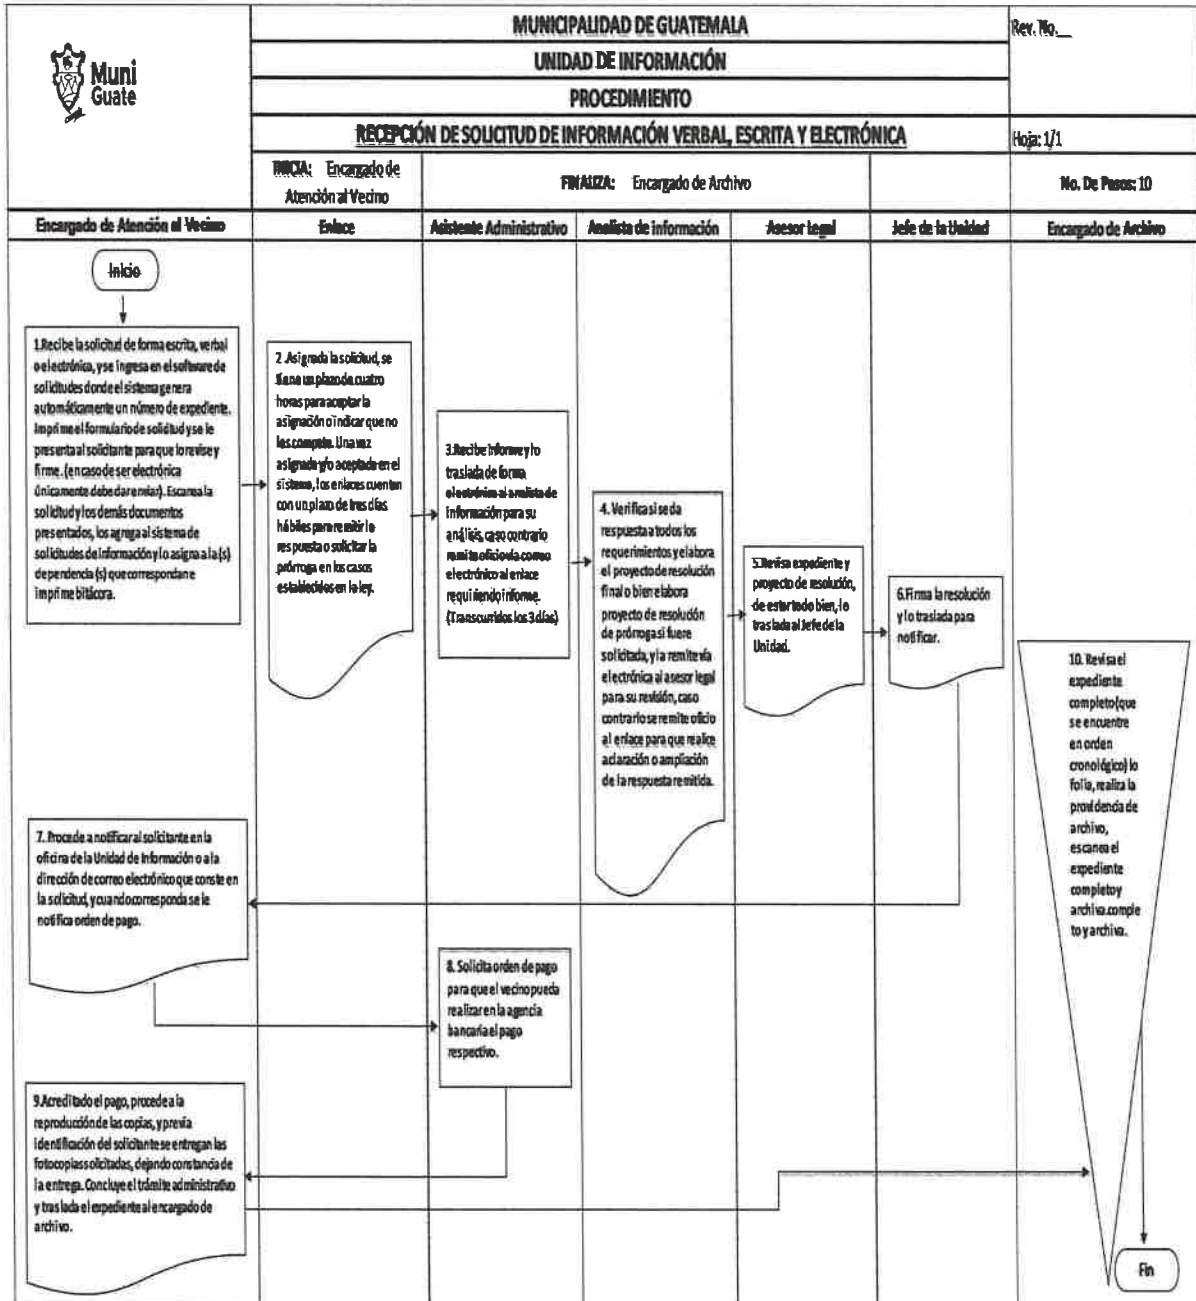 Muni
Guate
MUNICIPALIDAD DE GUATEMALA
UNIDAD DE INFORMACIÓN
PROCEDIMIENTO
RECEPCIÓN DE SOLICITUD DE INFORMACIÓN VERBAL, ESCRITA Y ELECTRÓNICA
Rev. No.__
Hoja: 1/1
INICIA: Encargado de
Atención al Vecino
FINALIZA: Encargado de Archivo
No. De Pasos: 10
Encargado de Atención al Vecino
Enlace
Asistente Administrativo
Analista de información
Asesor Legal
Jefe de la Unidad
Encargado de Archivo
Inicio
1.Recibe la solicitud de forma escrita, verbal
o electrónica, y se ingresa en el software de
solicitudes donde el sistema genera
automáticamente un número de expediente.
Imprime el formulario de solicitud y se le
presenta al solicitante para que lo revise y
firme. (en caso de ser electrónica
únicamente debe dar enviar). Escanea la
solicitud y los demás documentos
presentados, los agrega al sistema de
solicitudes de información y lo asigna a la (s)
dependencia (s) que correspondan e
imprime bitácora.
2 .Asignada la solicitud, se
tiene un plazo de cuatro
horas para aceptar la
asignación o indicar que no
les compete. Una vez
asignada y/o aceptada en el
sistema, los enlaces cuentan
con un plazo de tres días
hábiles para remitir la
respuesta o solicitar la
prórroga en los casos
establecidos en la ley.
3.Recibe informe y lo
traslada de forma
electrónica al analista de
información para su
análisis, caso contrario
remite oficio vía correo
electrónico al enlace
requiriendo informe.
(Transcurridos los 3 días)
4. Verifica si se da
respuesta a todos los
requerimientos y elabora
el proyecto de resolución
final o bien elabora
proyecto de resolución
de prórroga si fuere
solicitada, y la remite vía
electrónica al asesor legal
para su revisión, caso
contrario se remite oficio
al enlace para que realice
aclaración o ampliación
de la respuesta remitida.
5.Revisa expediente y
proyecto de resolución,
de estar todo bien, lo
traslada al Jefe de la
Unidad.
6.Firma la resolución
y lo traslada para
notificar.
7. Procede a notificar al solicitante en la
oficina de la Unidad de Información o a la
dirección de correo electrónico que conste en
la solicitud, y cuando corresponda se le
notifica orden de pago.
8. Solicita orden de pago
para que el vecino pueda
realizar en la agencia
bancaria el pago
respectivo.
9.Acreditado el pago, procede a la
reproducción de las copias, y previa
identificación del solicitante se entregan las
fotocopias solicitadas, dejando constancia de
la entrega. Concluye el trámite administrativo
y traslada el expediente al encargado de
archivo.
10. Revisa el
expediente
completo(que
se encuentre
en orden
cronológico) lo
folia, realiza la
providencia de
archivo,
escanea el
expediente
completo y
archiva.comple
to y archiva.
Fin